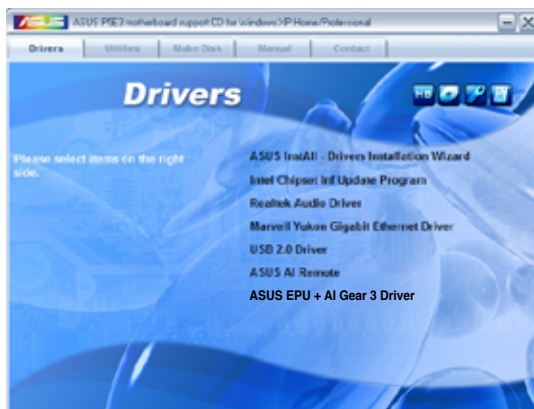 ASUS
ASUS P5E3 motherboard support CD for Windows XP Home/Professional
Drivers
Utilities
Make Disk
Manual
Contact
Drivers
Please select items on the right side.
ASUS InstAll - Drivers Installation Wizard
Intel Chipset Inf Update Program
Realtek Audio Driver
Marvell Yukon Gigabit Ethernet Driver
USB 2.0 Driver
ASUS AI Remote
ASUS EPU + AI Gear 3 Driver